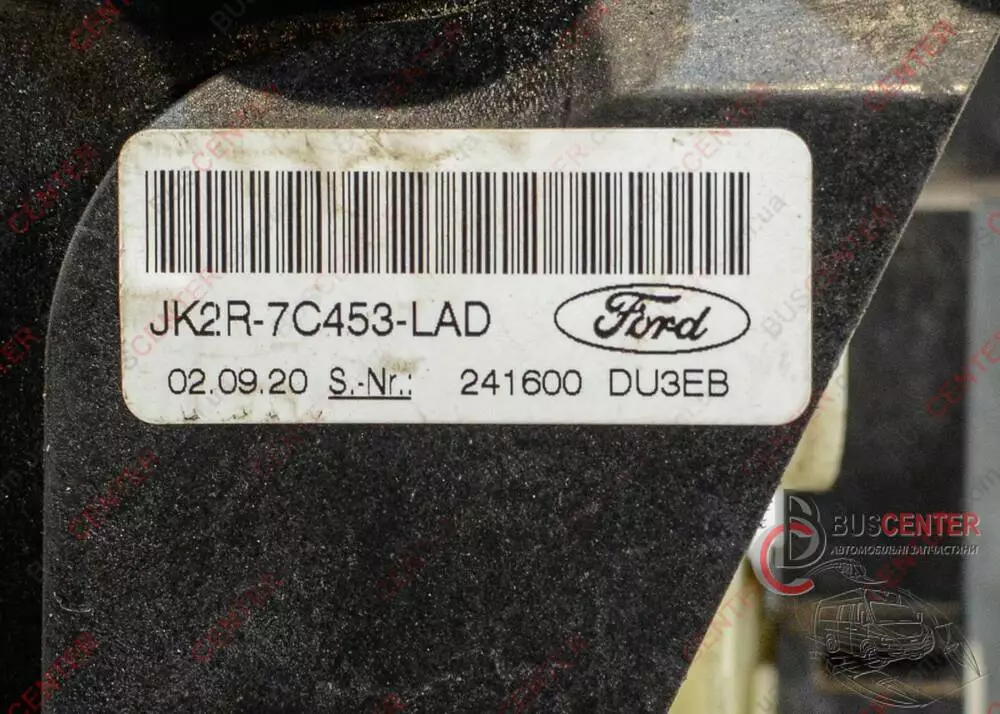 JK2R-7C453-LAD
Ford
02.09.20 S.-Nr.: 241600 DU3EB
BUSCENTER
АВТОМОБІЛЬНІ ЗАПЧАСТИНИ